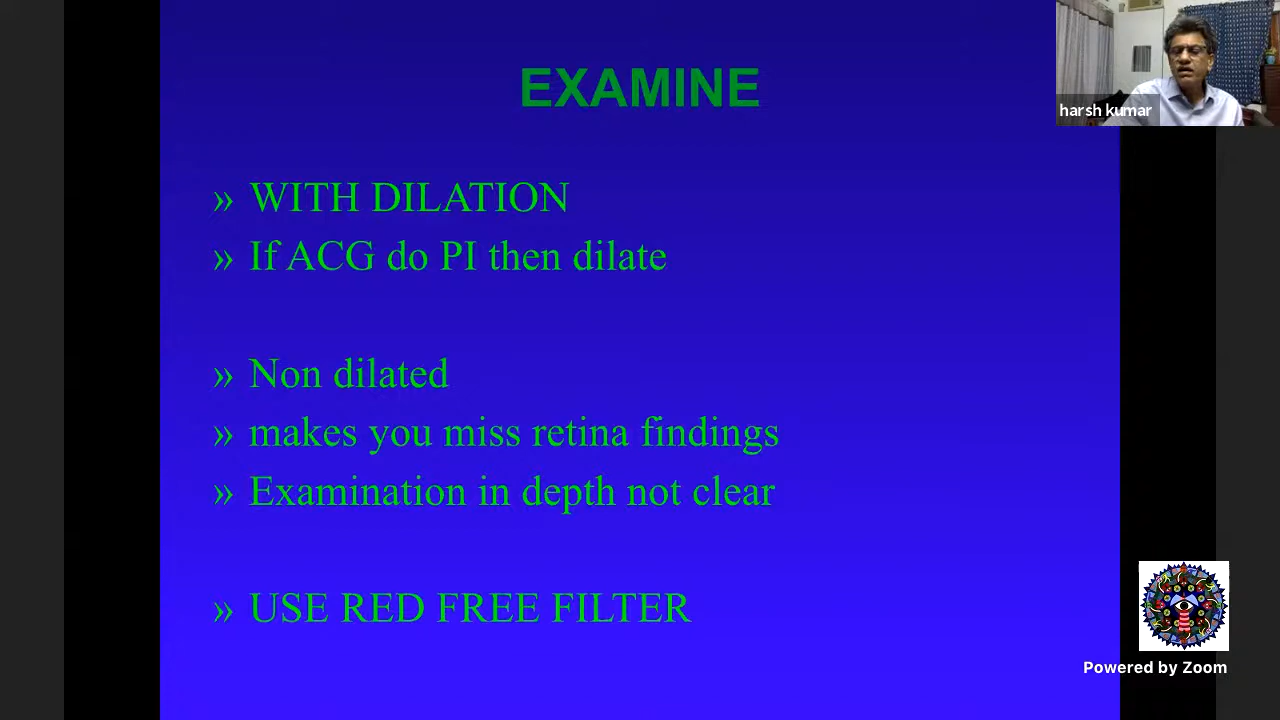 EXAMINE
harsh kumar
» WITH DILATION
» If ACG do PI then dilate
» Non dilated
» makes you miss retina findings
» Examination in depth not clear
» USE RED FREE FILTER
Powered by Zoom